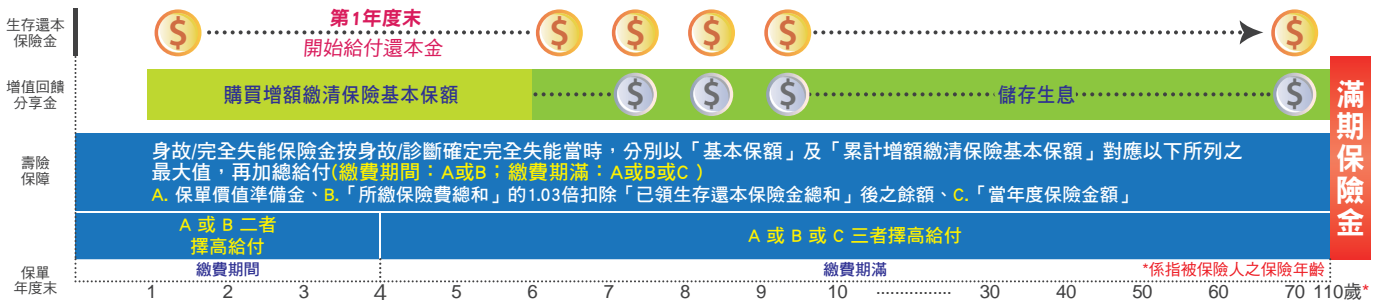 生存還本
保險金
第1年度末
開始給付還本金
增值回饋
分享金
購買增額繳清保險基本保額
儲存生息
滿期保險金
壽險
保障
身故/完全失能保險金按身故/診斷確定完全失能當時，分別以「基本保額」及「累計增額繳清保險基本保額」對應以下所列之
最大值，再加總給付(繳費期間：A或B；繳費期滿：A或B或C )
A. 保單價值準備金、B.「所繳保險費總和」的1.03倍扣除「已領生存還本保險金總和」後之餘額、C.「當年度保險金額」
A 或 B 二者
擇高給付
A 或 B 或 C 三者擇高給付
保單
年度末
繳費期間
繳費期滿
*係指被保險人之保險年齡
1 2 3 4 5 6 7 8 9 10 ................ 30 40 50 60 70 110歲*